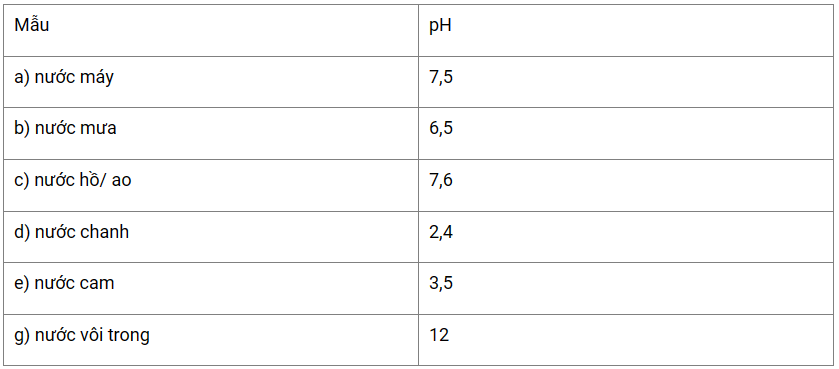 Mẫu pH
a) nước máy 7,5
b) nước mưa 6,5
c) nước hồ/ ao 7,6
d) nước chanh 2,4
e) nước cam 3,5
g) nước vôi trong 12